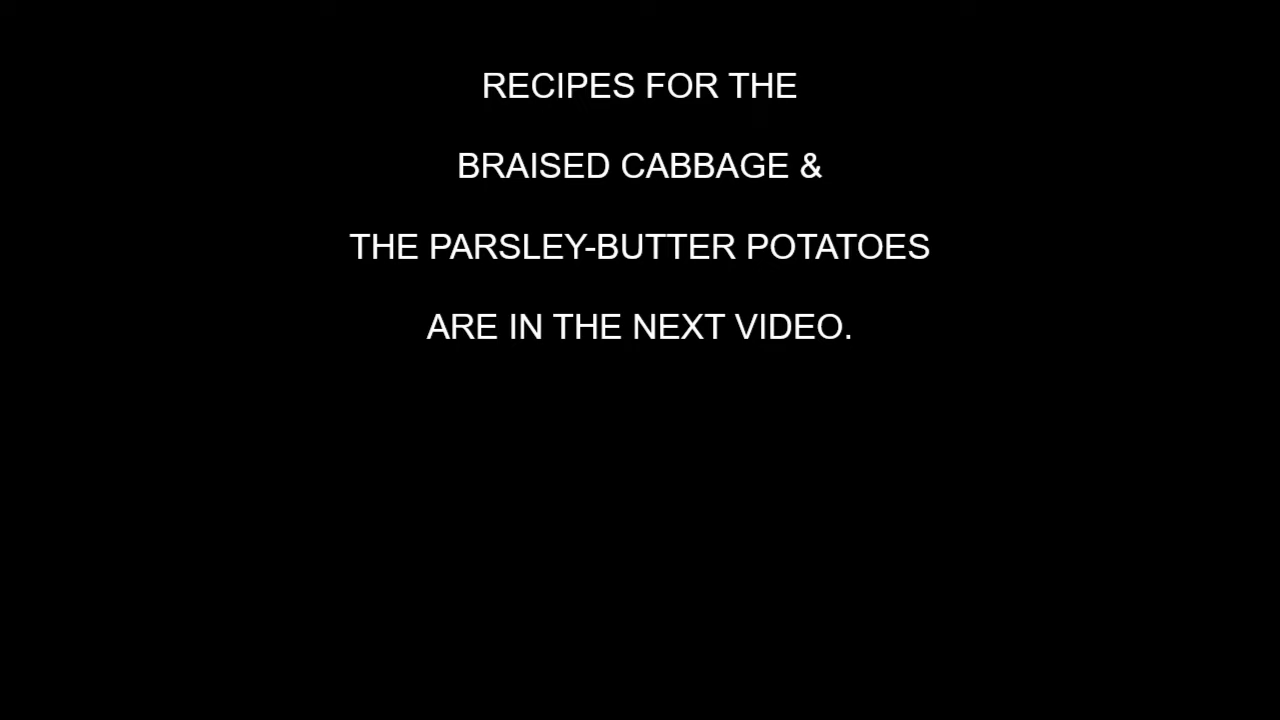 RECIPES FOR THE
BRAISED CABBAGE &
THE PARSLEY-BUTTER POTATOES
ARE IN THE NEXT VIDEO.